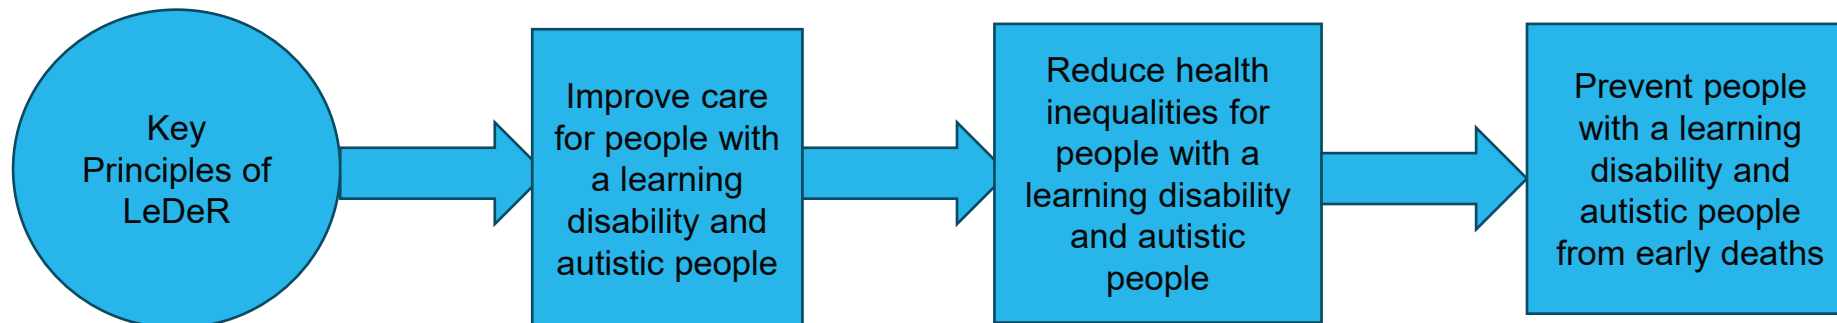 Key
Principles of
LeDeR
Improve care
for people with
a learning
disability and
autistic people
Reduce health
inequalities for
people with a
learning disability
and autistic
people
Prevent people
with a learning
disability and
autistic people
from early deaths